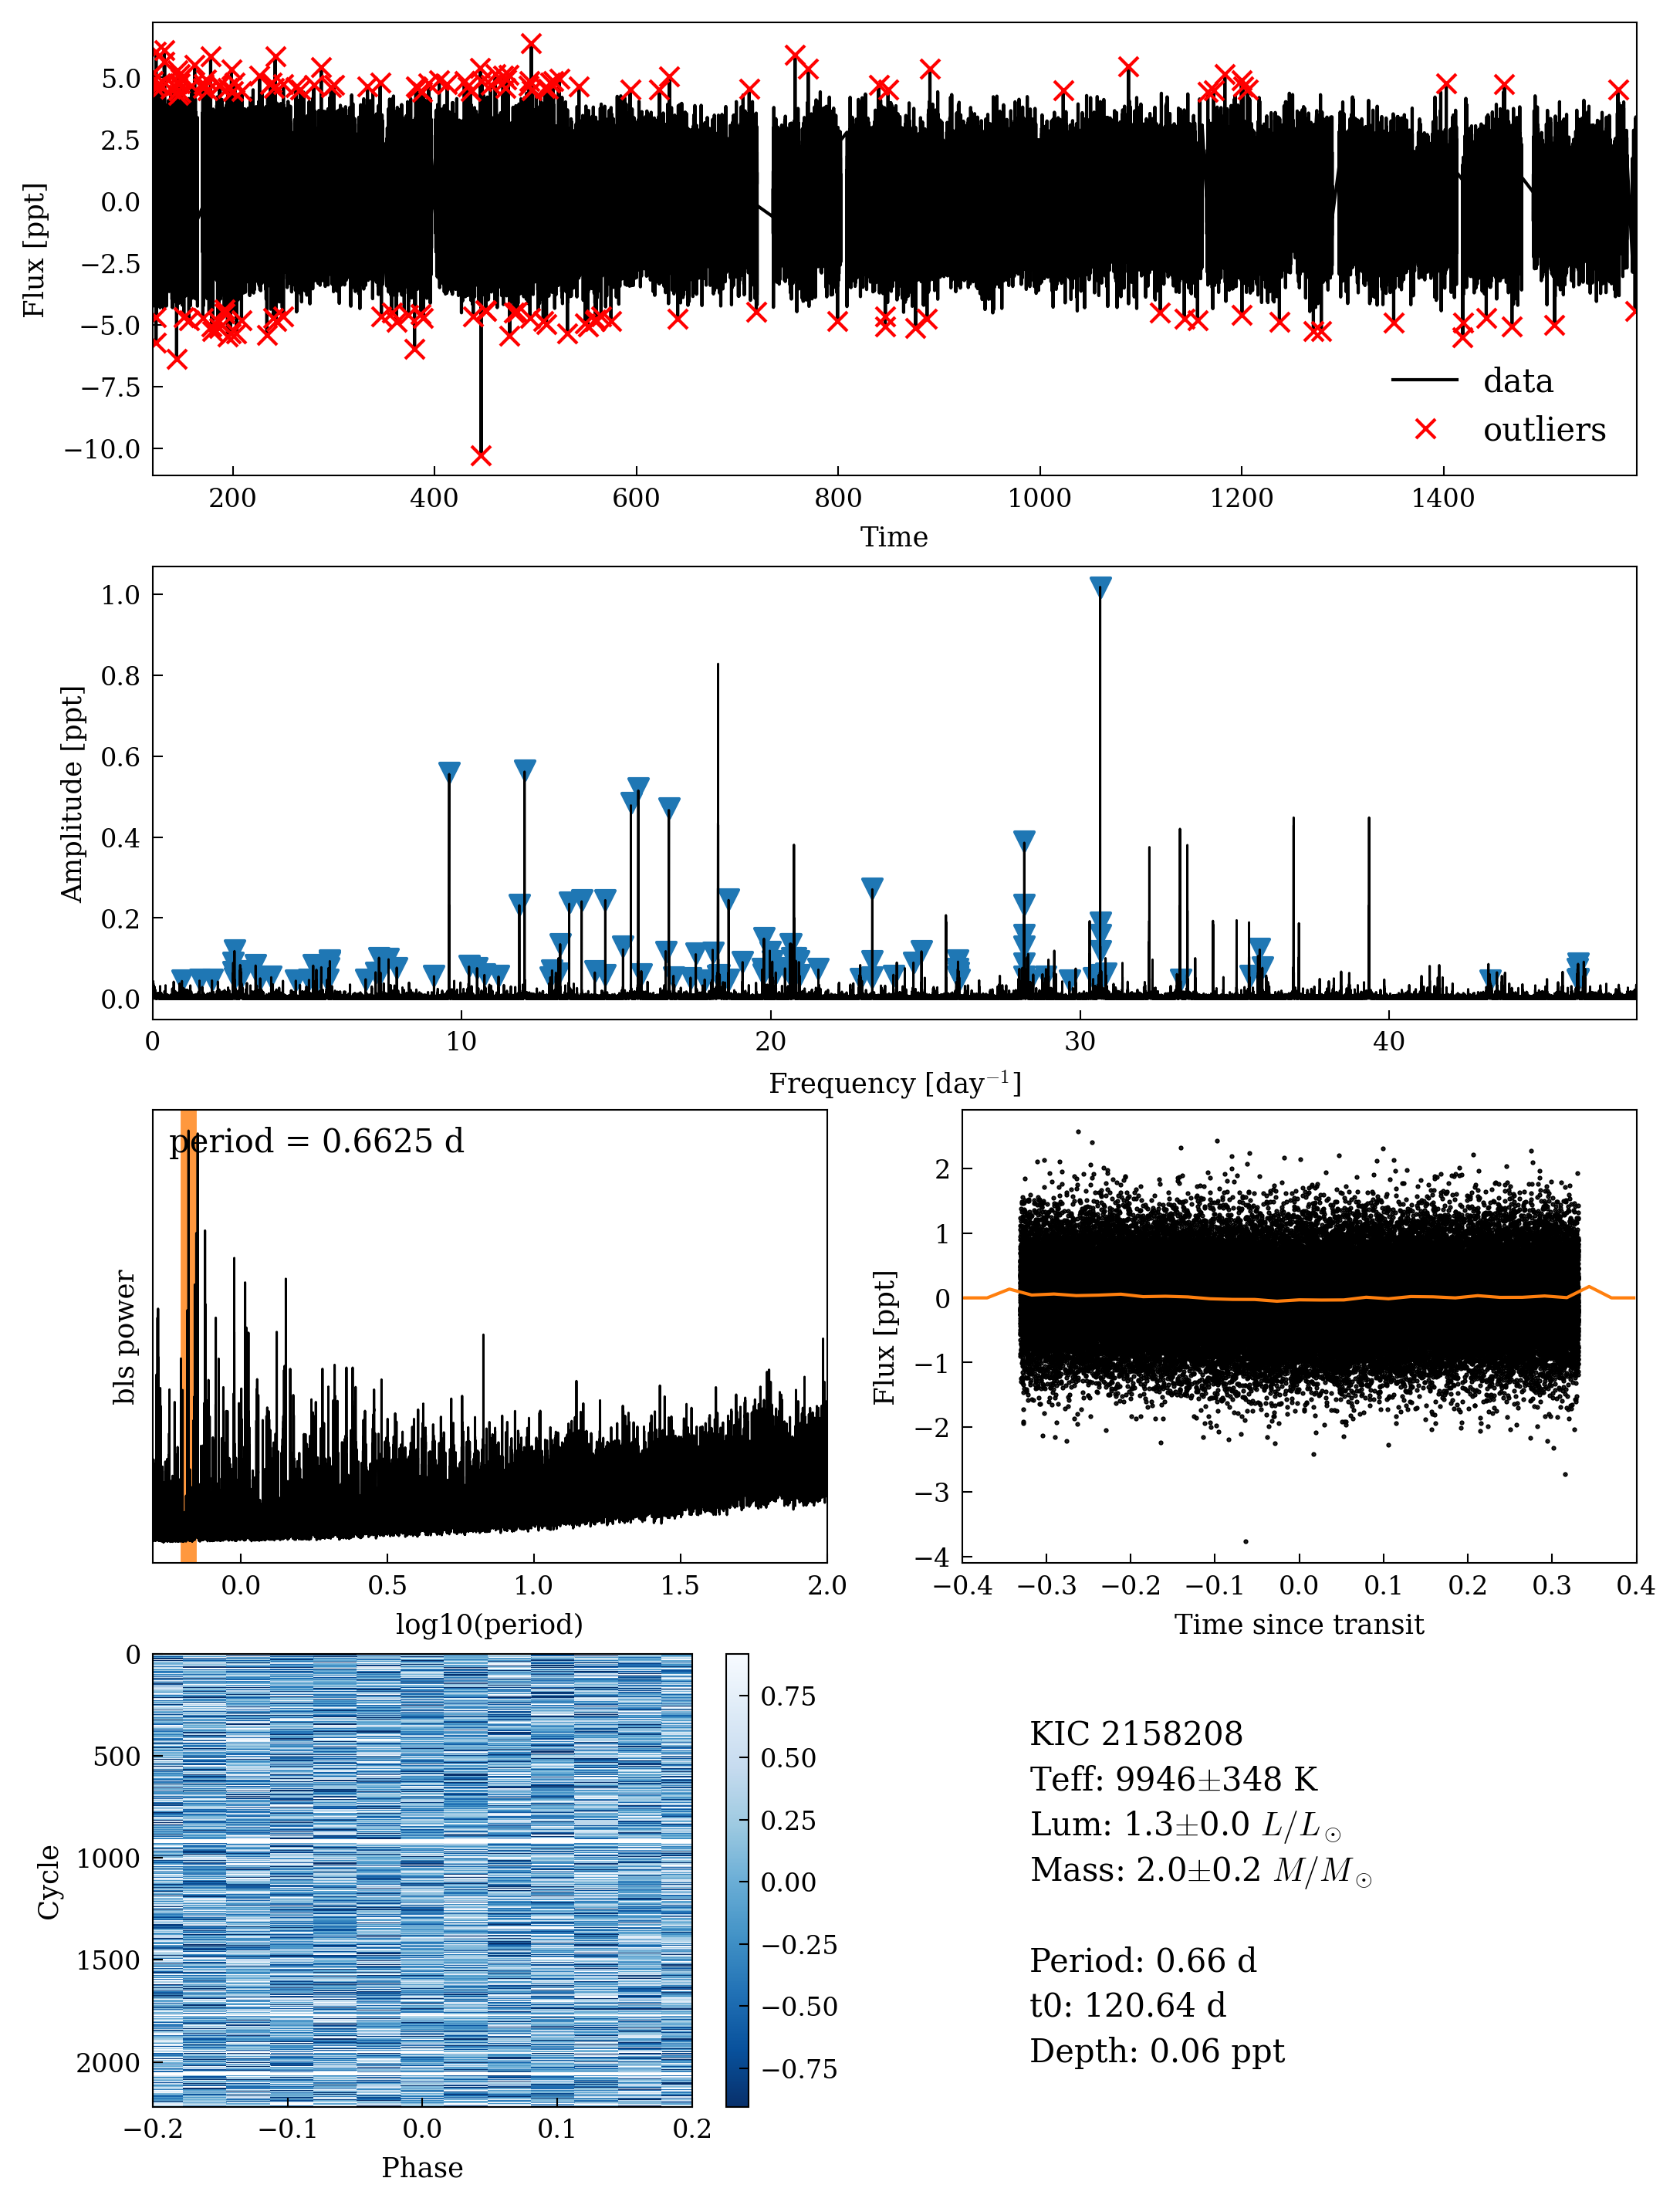 5.0
2.5
0.0
−2.5
−5.0
−7.5
−10.0
Flux [ppt]
data
outliers
200 400 600 800 1000 1200 1400
Time
1.0
0.8
0.6
0.4
0.2
0.0
Amplitude [ppt]
0 10 20 30 40
Frequency [day−1]
period = 0.6625 d
bls power
0.0 0.5 1.0 1.5 2.0
log10(period)
2
1
0
−1
−2
−3
−4
Flux [ppt]
−0.4 −0.3 −0.2 −0.1 0.0 0.1 0.2 0.3 0.4
Time since transit
0
500
1000
1500
2000
Cycle
−0.2 −0.1 0.0 0.1 0.2
Phase
0.75
0.50
0.25
0.00
−0.25
−0.50
−0.75
KIC 2158208
Teff: 9946±348 K
Lum: 1.3±0.0 L/L⊙
Mass: 2.0±0.2 M/M⊙
Period: 0.66 d
t0: 120.64 d
Depth: 0.06 ppt